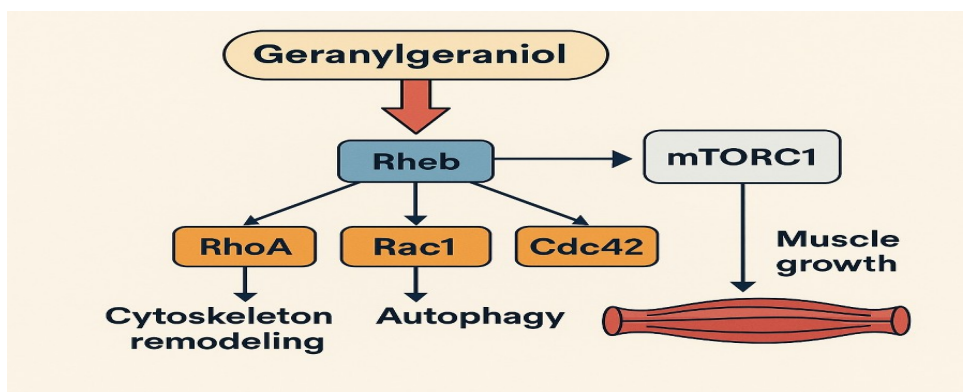 Geranylgeraniol
Rheb
mTORC1
RhoA
Rac1
Cdc42
Muscle
growth
Cytoskeleton
remodeling
Autophagy